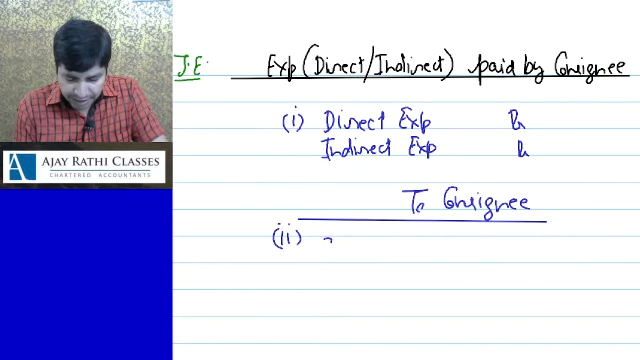 J.E. Exp (Direct/Indirect) paid by Consignee
(i) Direct Exp Dr
Indirect Exp Dr
To Consignee
(ii)
A
AJAY RATHI CLASSES
CHARTERED ACCOUNTANTS